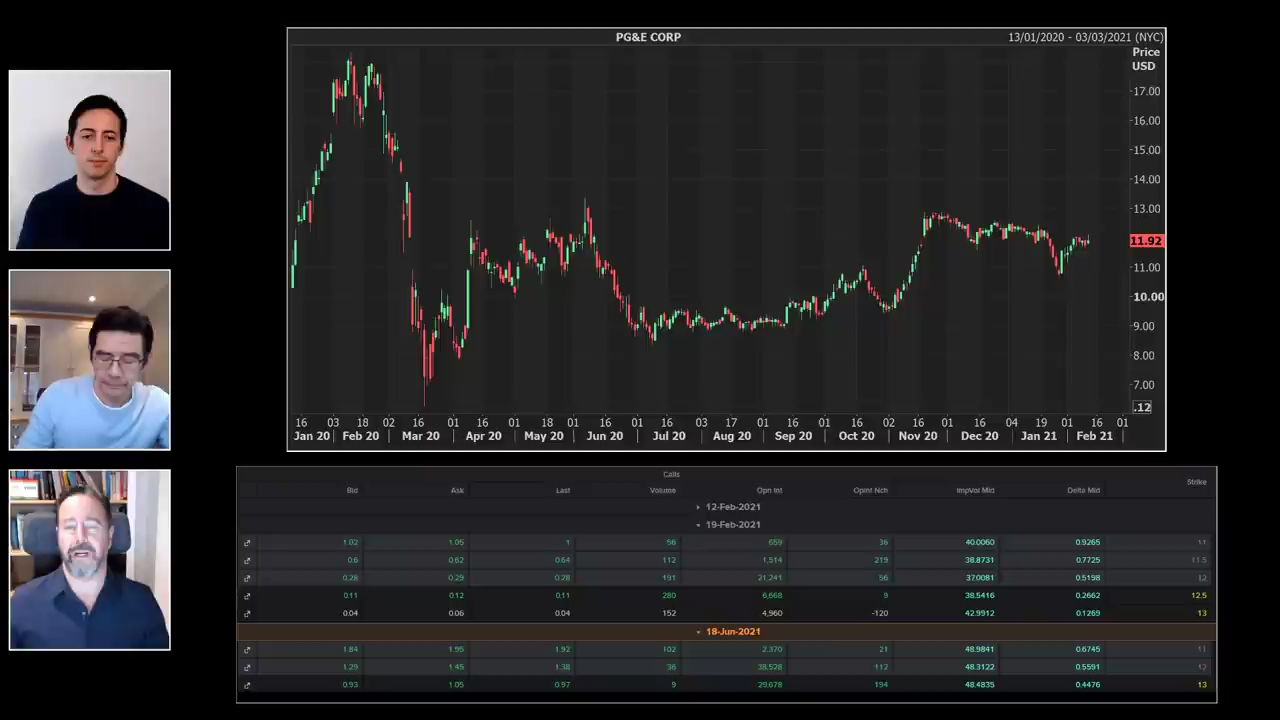 PG&E CORP 13/01/2020 - 03/03/2021 (NYC)
Price
USD
17.00
16.00
15.00
14.00
13.00
11.92
11.00
10.00
9.00
8.00
7.00
.12
16 03 18 02 16 01 16 01 18 01 16 01 16 03 17 01 16 01 16 02 16 01 16 04 19 01 16 01
Jan 20 Feb 20 Mar 20 Apr 20 May 20 Jun 20 Jul 20 Aug 20 Sep 20 Oct 20 Nov 20 Dec 20 Jan 21 Feb 21
Calls
Bid Ask Last Volume Opn Int OpInt Nch ImpVol Mid Delta Mid Strike
12-Feb-2021
19-Feb-2021
1.02 1.05 1 56 659 36 40.0060 0.9265 11
0.6 0.62 0.64 112 1,514 219 38.8731 0.7725 11.5
0.28 0.29 0.28 191 21,241 56 37.0081 0.5198 12
0.11 0.12 0.11 280 6,668 9 38.5416 0.2662 12.5
0.04 0.06 0.04 152 4,960 -120 42.9912 0.1269 13
18-Jun-2021
1.84 1.95 1.92 102 2,370 21 48.9841 0.6745 11
1.29 1.45 1.38 36 38,528 112 48.3122 0.5591 12
0.93 1.05 0.97 9 29,678 194 48.4835 0.4476 13